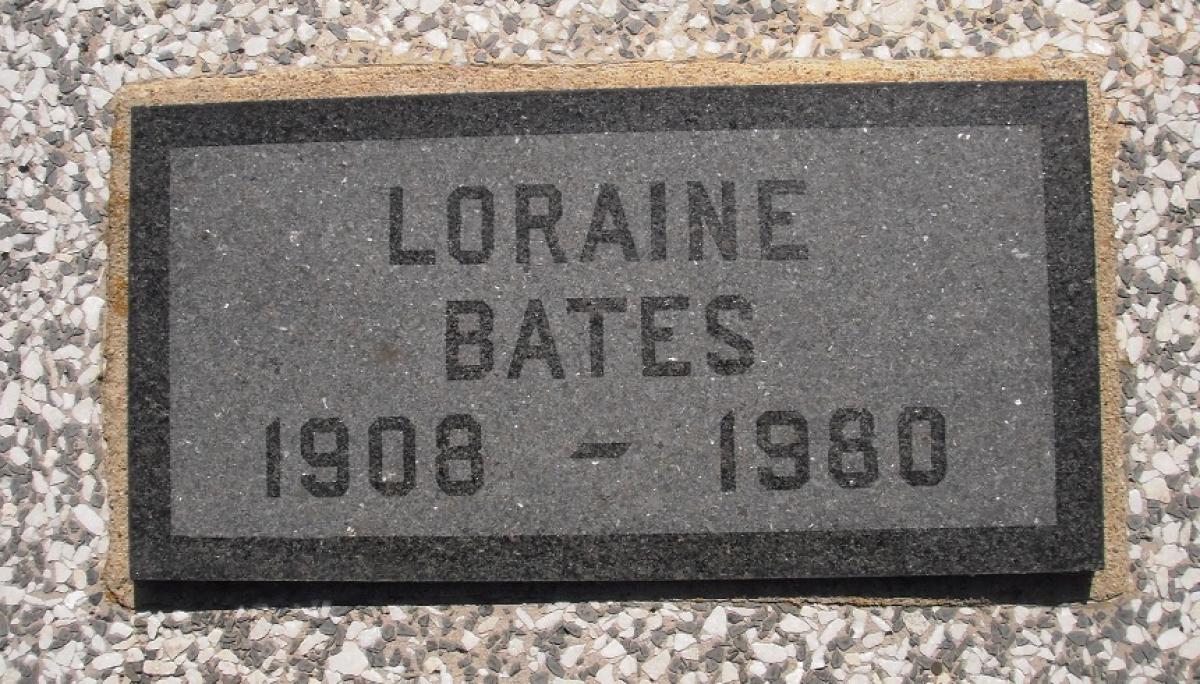 LORAINE
BATES
1908 - 1980